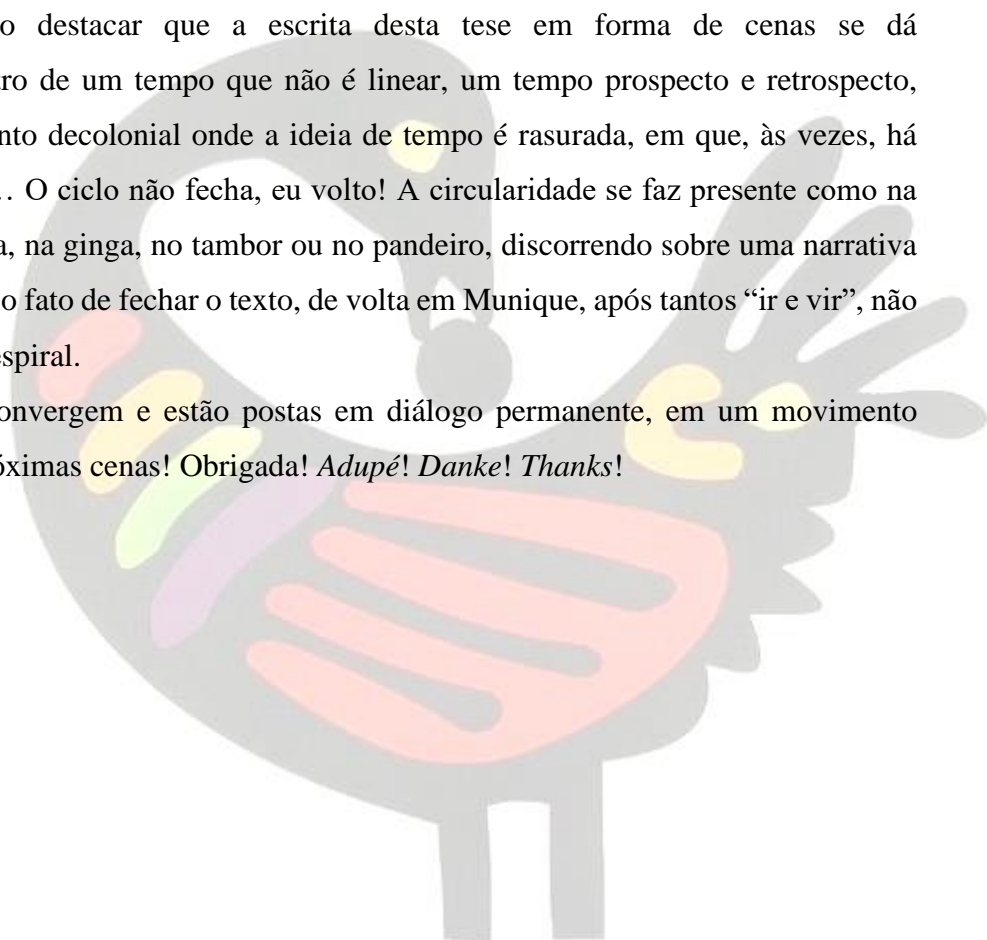 o destacar que a escrita desta tese em forma de cenas se dá
tro de um tempo que não é linear, um tempo prospecto e retrospecto,
nto decolonial onde a ideia de tempo é rasurada, em que, às vezes, há
.. O ciclo não fecha, eu volto! A circularidade se faz presente como na
a, na ginga, no tambor ou no pandeiro, discorrendo sobre uma narrativa
o fato de fechar o texto, de volta em Munique, após tantos “ir e vir”, não
espiral.
onvergem e estão postas em diálogo permanente, em um movimento
óximas cenas! Obrigada! Adupé! Danke! Thanks!